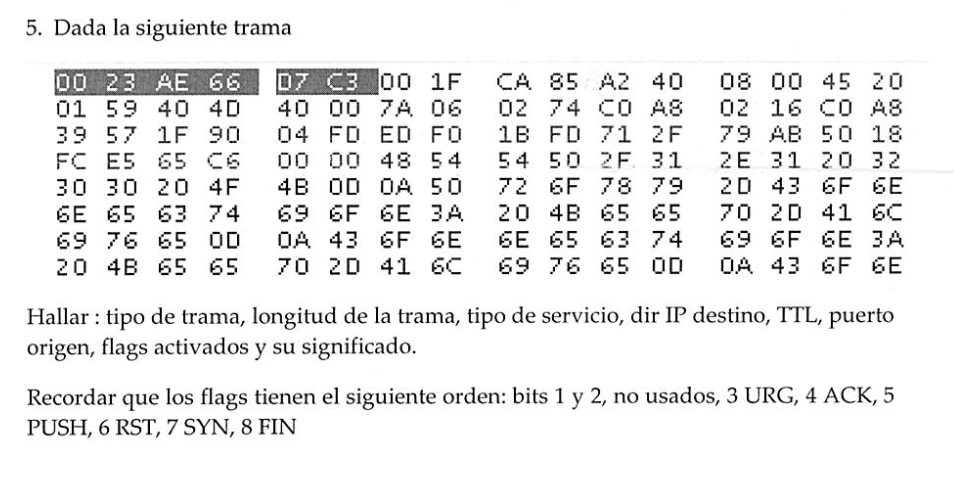 5. Dada la siguiente trama
00 23 AE 66 D7 C3 00 1F CA 85 A2 40 08 00 45 20
01 59 40 4D 40 00 7A 06 02 74 C0 A8 02 16 C0 A8
39 57 1F 90 04 FD ED F0 1B FD 71 2F 79 AB 50 18
FC E5 65 C6 00 00 48 54 54 50 2F 31 2E 31 20 32
30 30 20 4F 4B 0D 0A 50 72 6F 78 79 2D 43 6F 6E
6E 65 63 74 69 6F 6E 3A 20 4B 65 65 70 2D 41 6C
69 76 65 0D 0A 43 6F 6E 6E 65 63 74 69 6F 6E 3A
20 4B 65 65 70 2D 41 6C 69 76 65 0D 0A 43 6F 6E
Hallar : tipo de trama, longitud de la trama, tipo de servicio, dir IP destino, TTL, puerto
origen, flags activados y su significado.
Recordar que los flags tienen el siguiente orden: bits 1 y 2, no usados, 3 URG, 4 ACK, 5
PUSH, 6 RST, 7 SYN, 8 FIN